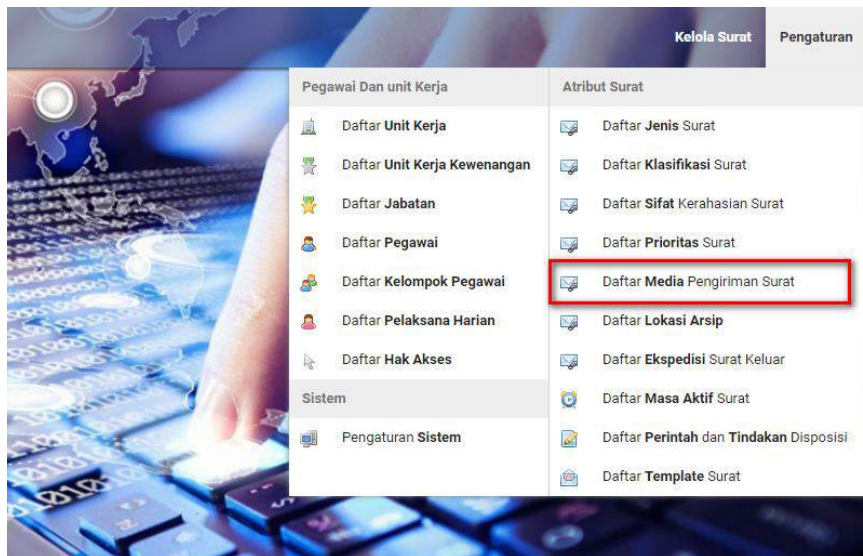 Kelola Surat
Pengaturan
Pegawai Dan unit Kerja
Daftar Unit Kerja
Daftar Unit Kerja Kewenangan
Daftar Jabatan
Daftar Pegawai
Daftar Kelompok Pegawai
Daftar Pelaksana Harian
Daftar Hak Akses
Sistem
Pengaturan Sistem
Atribut Surat
Daftar Jenis Surat
Daftar Klasifikasi Surat
Daftar Sifat Kerahasian Surat
Daftar Prioritas Surat
Daftar Media Pengiriman Surat
Daftar Lokasi Arsip
Daftar Ekspedisi Surat Keluar
Daftar Masa Aktif Surat
Daftar Perintah dan Tindakan Disposisi
Daftar Template Surat